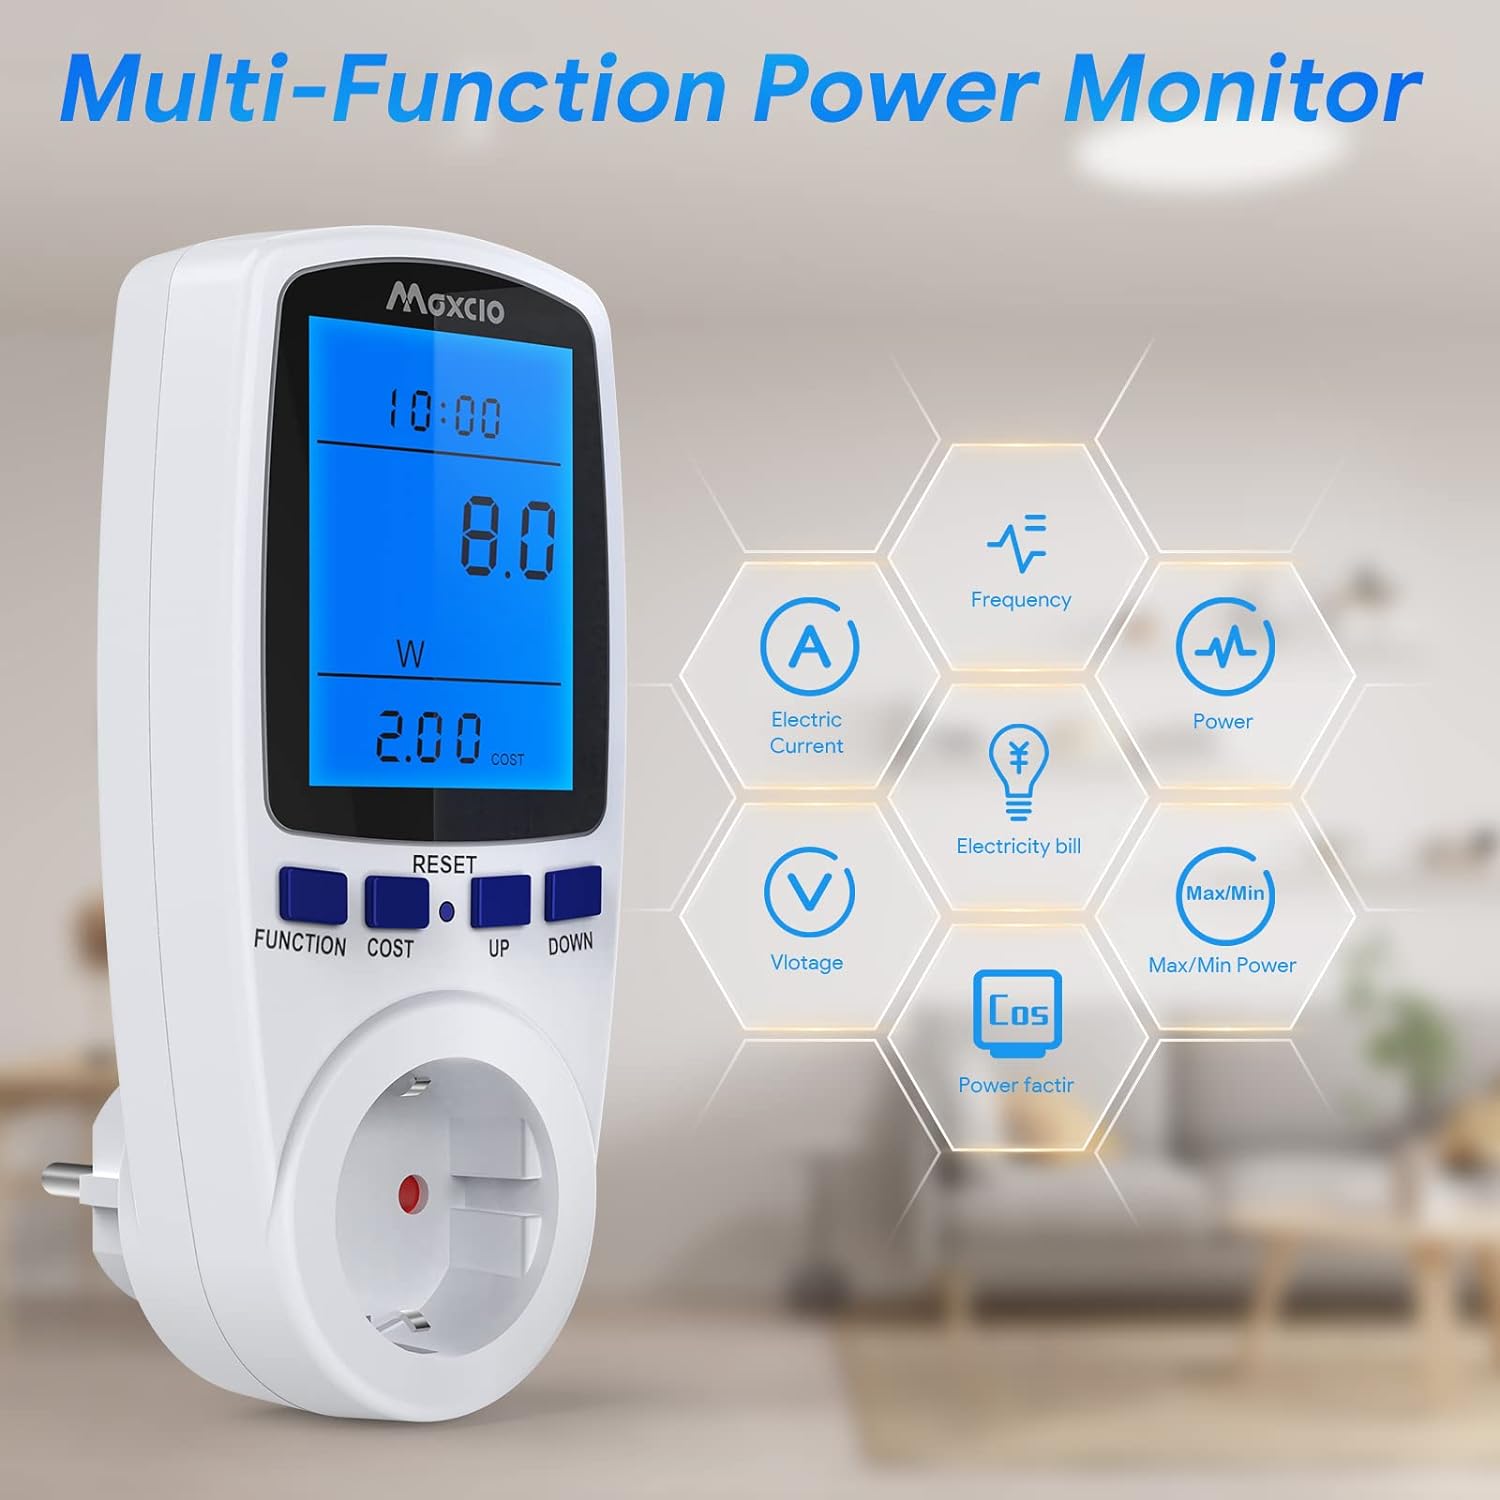 Multi-Function Power Monitor
Moxcio
10:00
8.0
W
2.00 COST
RESET
FUNCTION COST UP DOWN
Frequency
A
Electric
Current
Power
¥
Electricity bill
V
Vlotage
Max/Min
Max/Min Power
Cos
Power factir